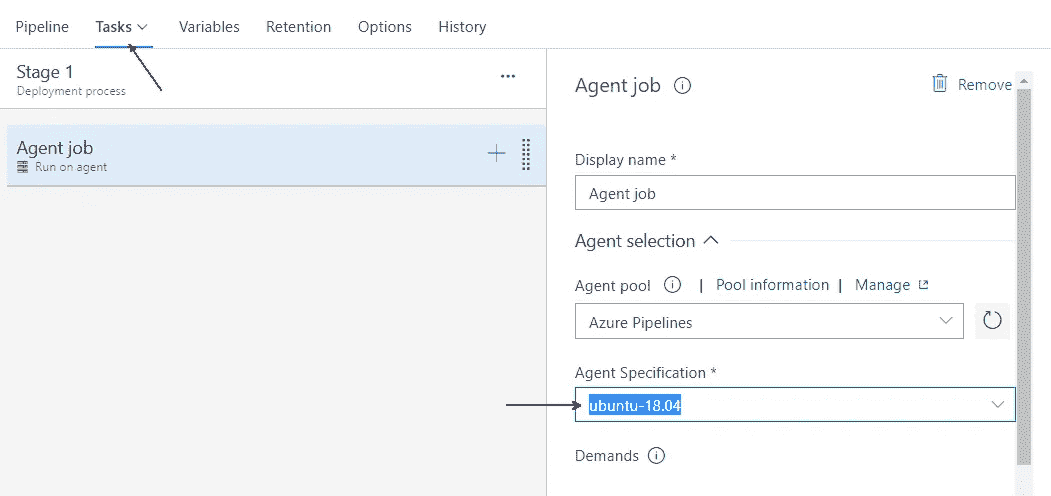 Pipeline Tasks Variables Retention Options History
Stage 1
Deployment process
Agent job
Run on agent
Agent job
Remove
Display name *
Agent job
Agent selection
Agent pool | Pool information | Manage
Azure Pipelines
Agent Specification *
ubuntu-18.04
Demands